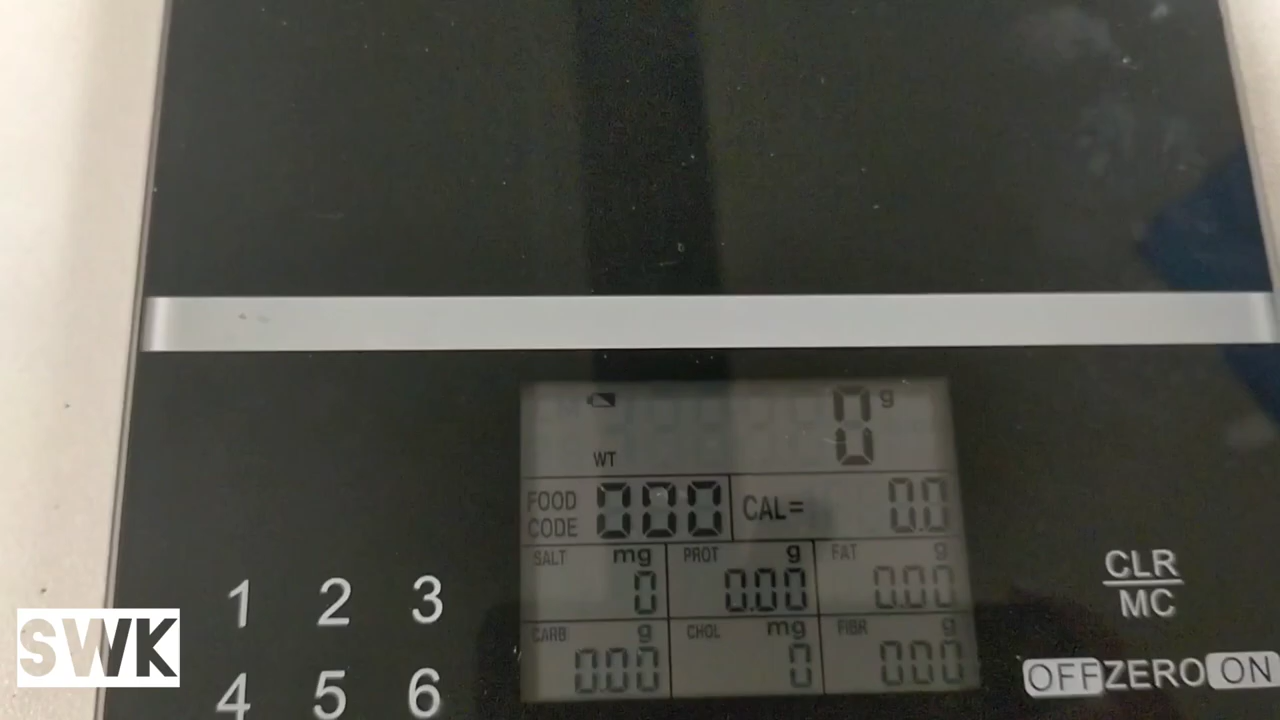 0 g
WT
FOOD CODE 000 CAL= 0.0
SALT mg PROT g FAT g
0 0.00 0.00
CARB g CHOL mg FIBR g
0.00 0 0.00
1 2 3
4 5 6
CLR
MC
OFF ZERO ON
SWK